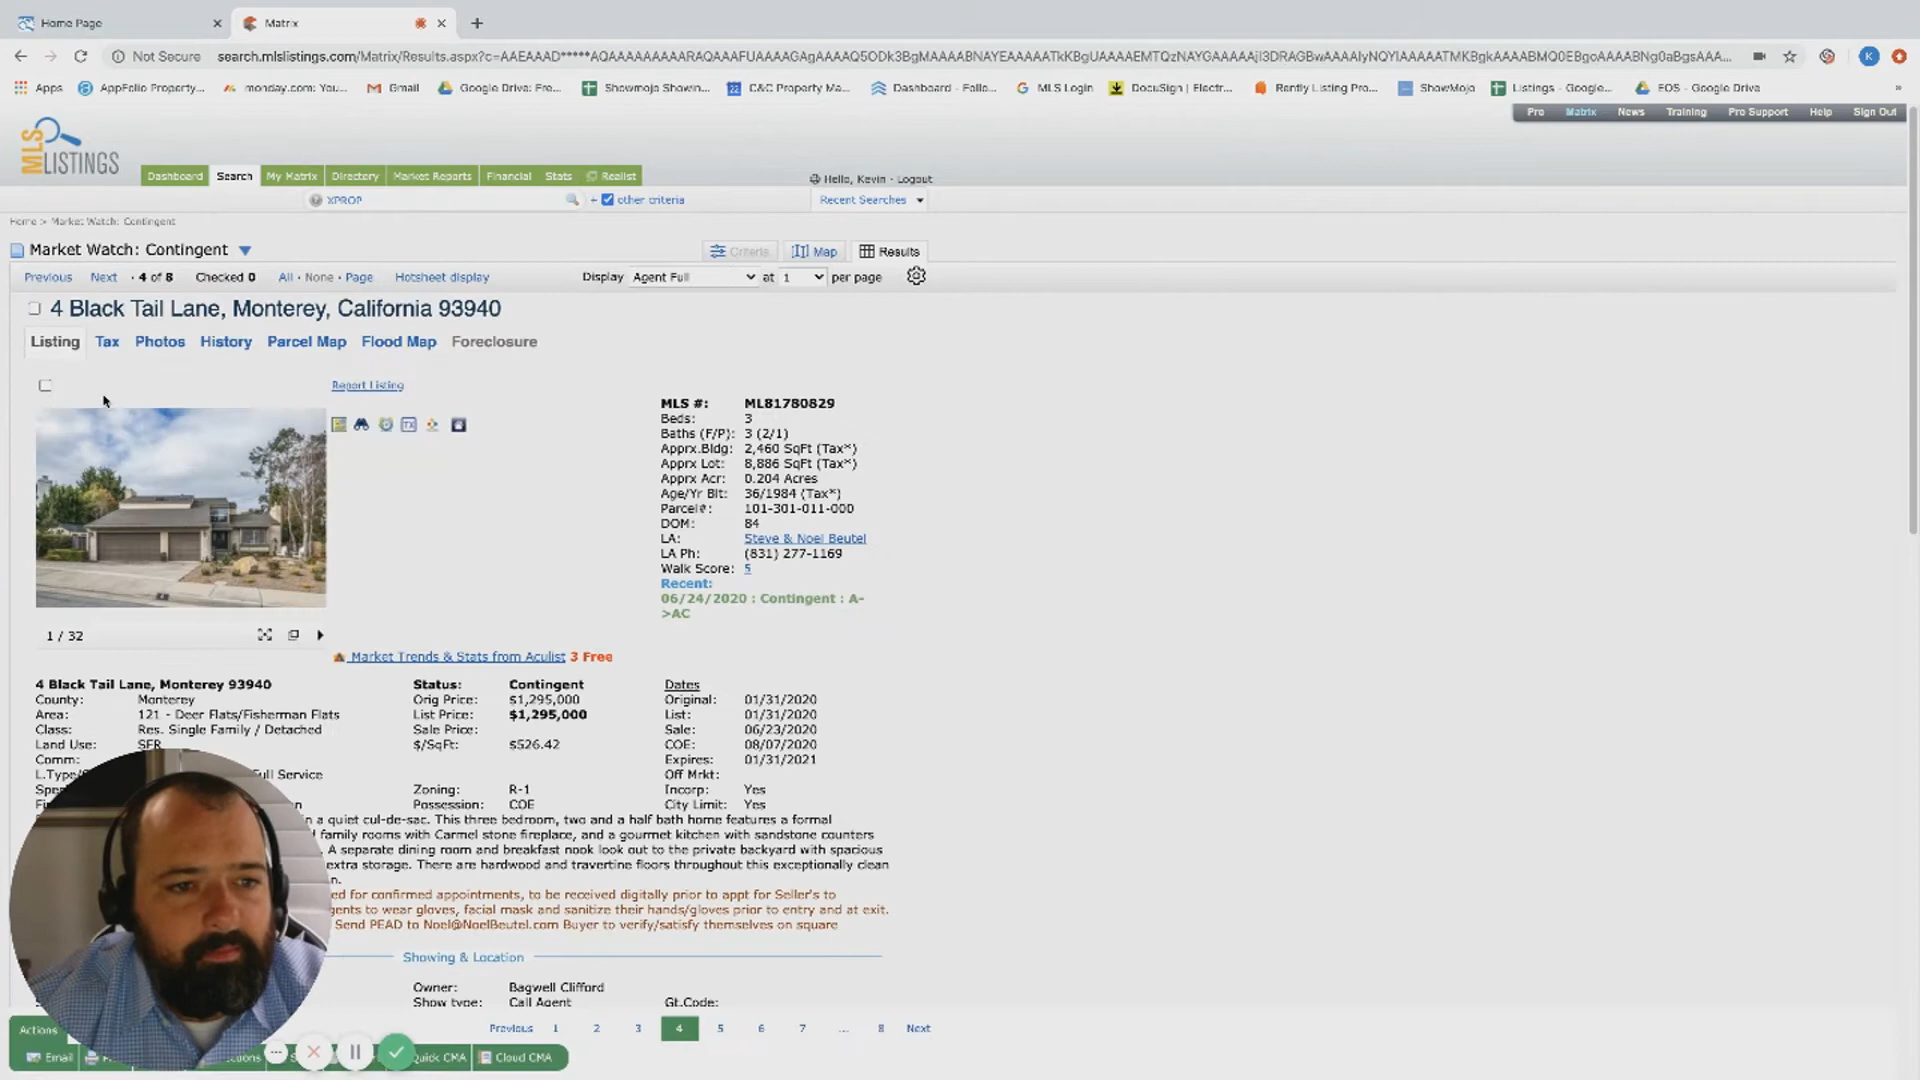 Home Page
Matrix
Not Secure
Apps AppFolio Property... monday.com: You... Gmail Google Drive: Fre... Showmojo Showin... C&C Property Ma... Dashboard - Follo... MLS Login DocuSign | Electr... Rently Listing Pro... ShowMojo Listings - Google... EOS - Google Drive »
Pro Matrix News Training Pro Support Help Sign Out
MLS LISTINGS
Dashboard Search My Matrix Directory Market Reports Financial Stats Realist
Hello, Kevin - Logout
XPROP + other criteria Recent Searches
Home > Market Watch: Contingent
Market Watch: Contingent
Criteria Map Results
Previous Next · 4 of 8 Checked 0 All · None · Page Hotsheet display Display Agent Full at 1 per page
4 Black Tail Lane, Monterey, California 93940
Listing Tax Photos History Parcel Map Flood Map Foreclosure
Report Listing
MLS #: ML81780829
Beds: 3
Baths (F/P): 3 (2/1)
Apprx.Bldg: 2,460 SqFt (Tax*)
Apprx Lot: 8,886 SqFt (Tax*)
Apprx Acr: 0.204 Acres
Age/Yr Blt: 36/1984 (Tax*)
Parcel#: 101-301-011-000
DOM: 84
LA: Steve & Noel Beutel
LA Ph: (831) 277-1169
Walk Score: 5
Recent:
06/24/2020 : Contingent : A-
>AC
1 / 32
Market Trends & Stats from Aculist 3 Free
4 Black Tail Lane, Monterey 93940 Status: Contingent Dates
County: Monterey Orig Price: $1,295,000 Original: 01/31/2020
Area: 121 - Deer Flats/Fisherman Flats List Price: $1,295,000 List: 01/31/2020
Class: Res. Single Family / Detached Sale Price: Sale: 06/23/2020
Land Use: SFR $/SqFt: $526.42 COE: 08/07/2020
Comm: Expires: 01/31/2021
L.Type/ ull Service Off Mrkt:
Spe Zoning: R-1 Incorp: Yes
Possession: COE City Limit: Yes
n a quiet cul-de-sac. This three bedroom, two and a half bath home features a formal
family rooms with Carmel stone fireplace, and a gourmet kitchen with sandstone counters
A separate dining room and breakfast nook look out to the private backyard with spacious
extra storage. There are hardwood and travertine floors throughout this exceptionally clean
n.
ed for confirmed appointments, to be received digitally prior to appt for Seller's to
gents to wear gloves, facial mask and sanitize their hands/gloves prior to entry and at exit.
Send PEAD to Noel@NoelBeutel.com Buyer to verify/satisfy themselves on square
Showing & Location
Owner: Bagwell Clifford
Show type: Call Agent Gt.Code:
Previous 1 2 3 4 5 6 7 ... 8 Next
Actions
Email ctions Quick CMA Cloud CMA